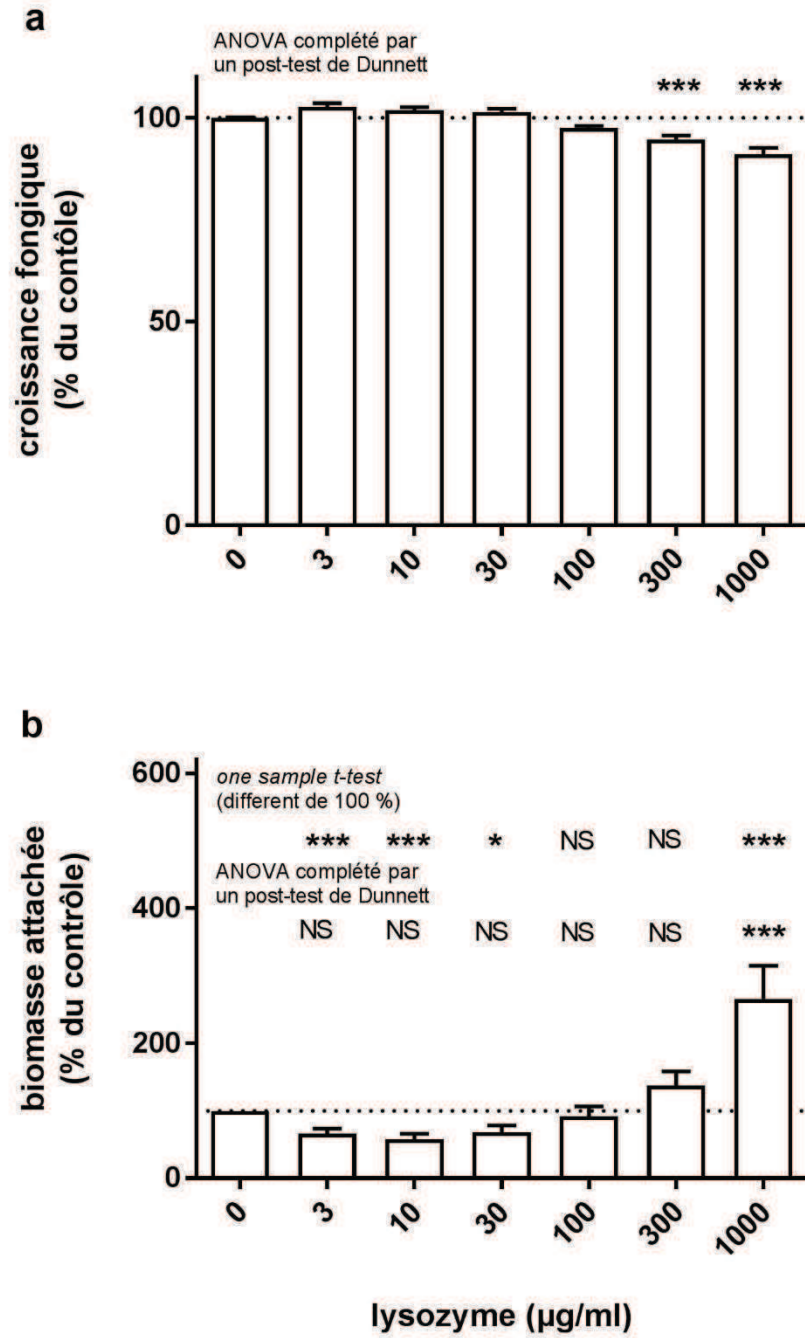 a
ANOVA complété par
un post-test de Dunnett
*** ***
croissance fongique
(% du contôle)
100
50
0
0 3 10 30 100 300 1000
b
600
400
200
0
biomasse attachée
(% du contrôle)
one sample t-test
(different de 100 %)
*** *** * NS NS ***
ANOVA complété par
un post-test de Dunnett
NS NS NS NS NS ***
0 3 10 30 100 300 1000
lysozyme (µg/ml)